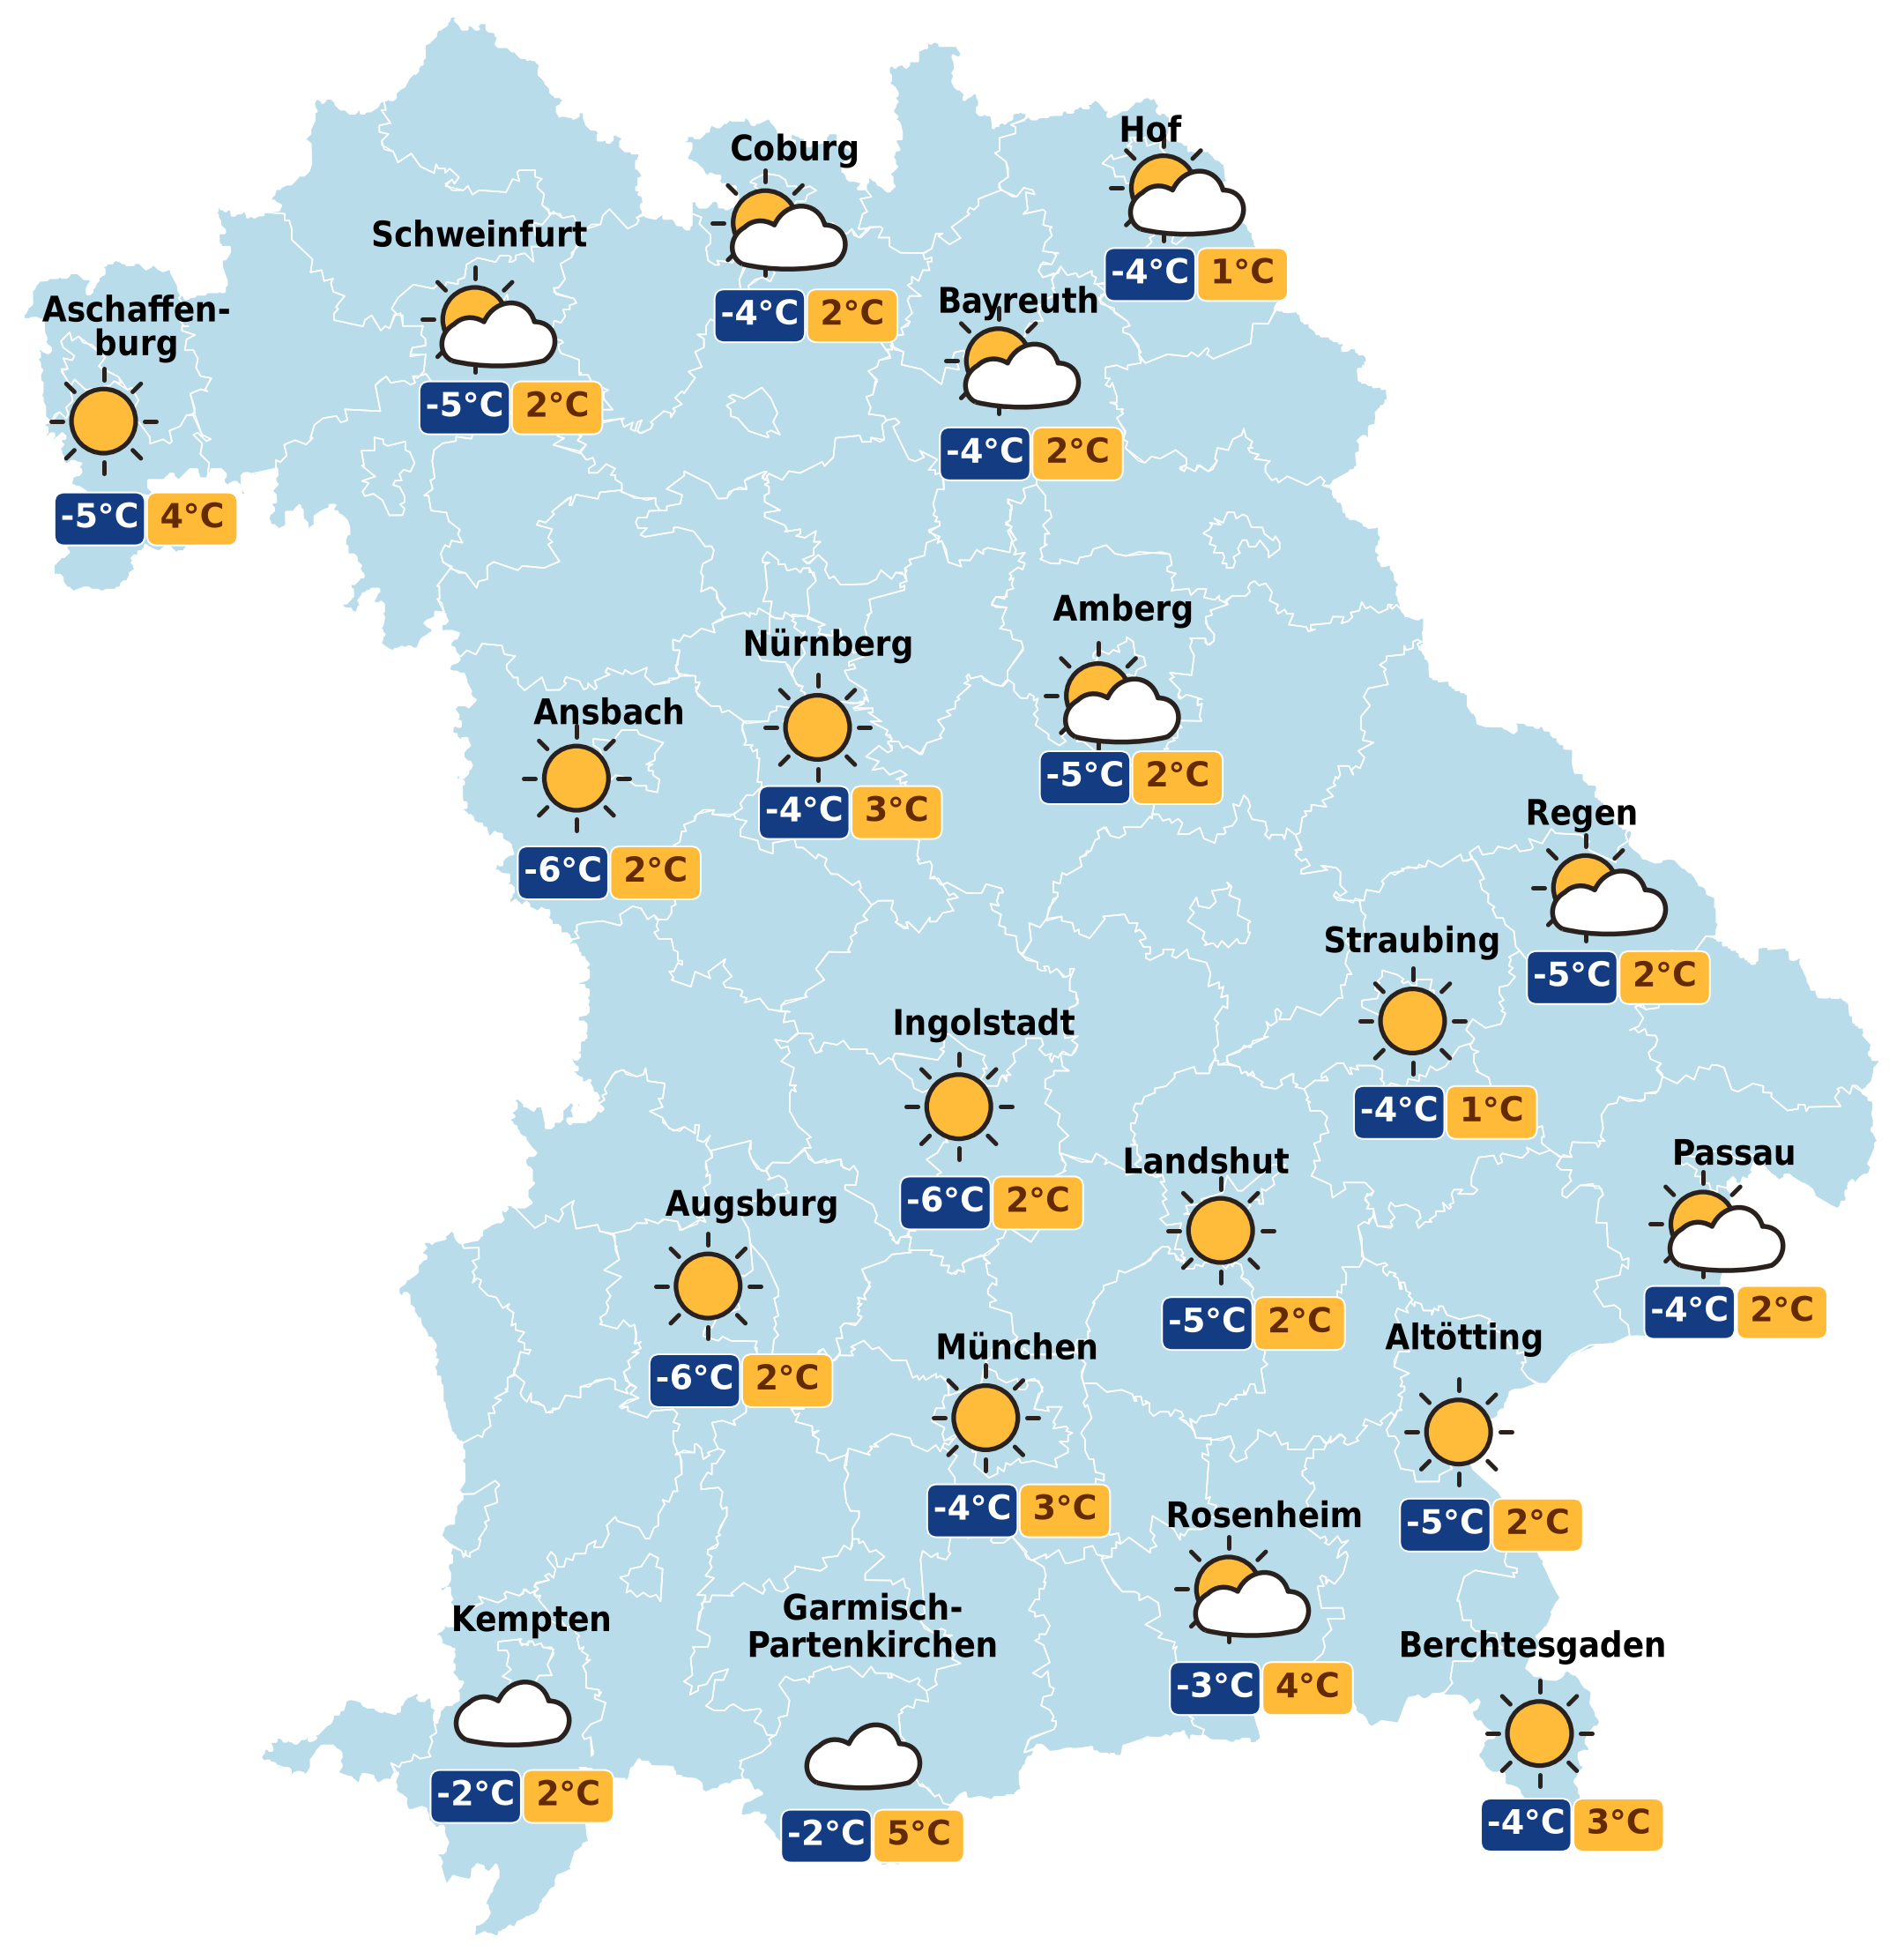 Hof
-4°C 1°C
Coburg
-4°C 2°C
Schweinfurt
-5°C 2°C
Bayreuth
-4°C 2°C
Aschaffen-
burg
-5°C 4°C
Amberg
-5°C 2°C
Nürnberg
-4°C 3°C
Ansbach
-6°C 2°C
Regen
-5°C 2°C
Straubing
-4°C 1°C
Ingolstadt
-6°C 2°C
Passau
-4°C 2°C
Landshut
-5°C 2°C
Augsburg
-6°C 2°C
Altötting
-5°C 2°C
München
-4°C 3°C
Rosenheim
-3°C 4°C
Garmisch-
Partenkirchen
-2°C 5°C
Kempten
-2°C 2°C
Berchtesgaden
-4°C 3°C